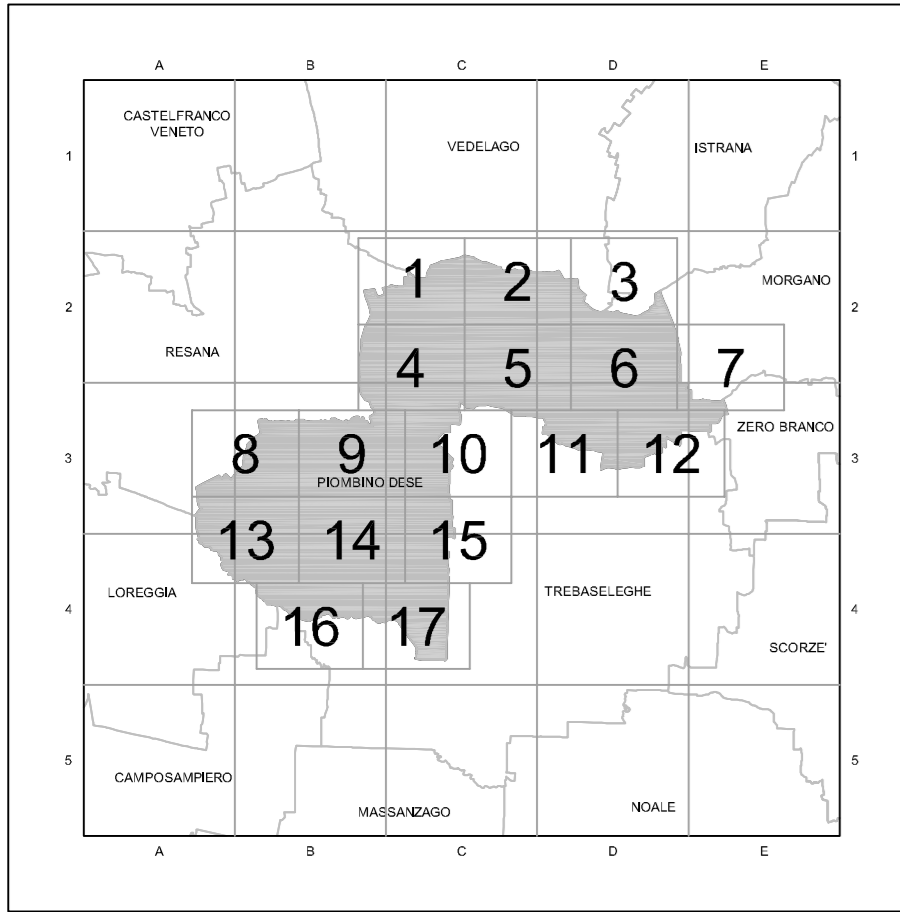 A B C D E
CASTELFRANCO
VENETO
VEDELAGO
ISTRANA
1 1
1 2 3
MORGANO
2 2
RESANA
4 5 6 7
ZERO BRANCO
8 9 10 11 12
3 3
PIOMBINO DESE
13 14 15
LOREGGIA
TREBASELEGHE
4 4
16 17
SCORZE'
5 5
CAMPOSAMPIERO
MASSANZAGO
NOALE
A B C D E